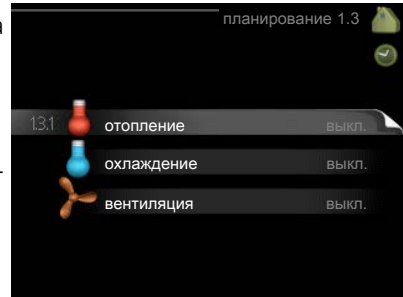 а
планирование 1.3
1.3.1 отопление выкл.
охлаждение выкл.
-
вентиляция выкл.